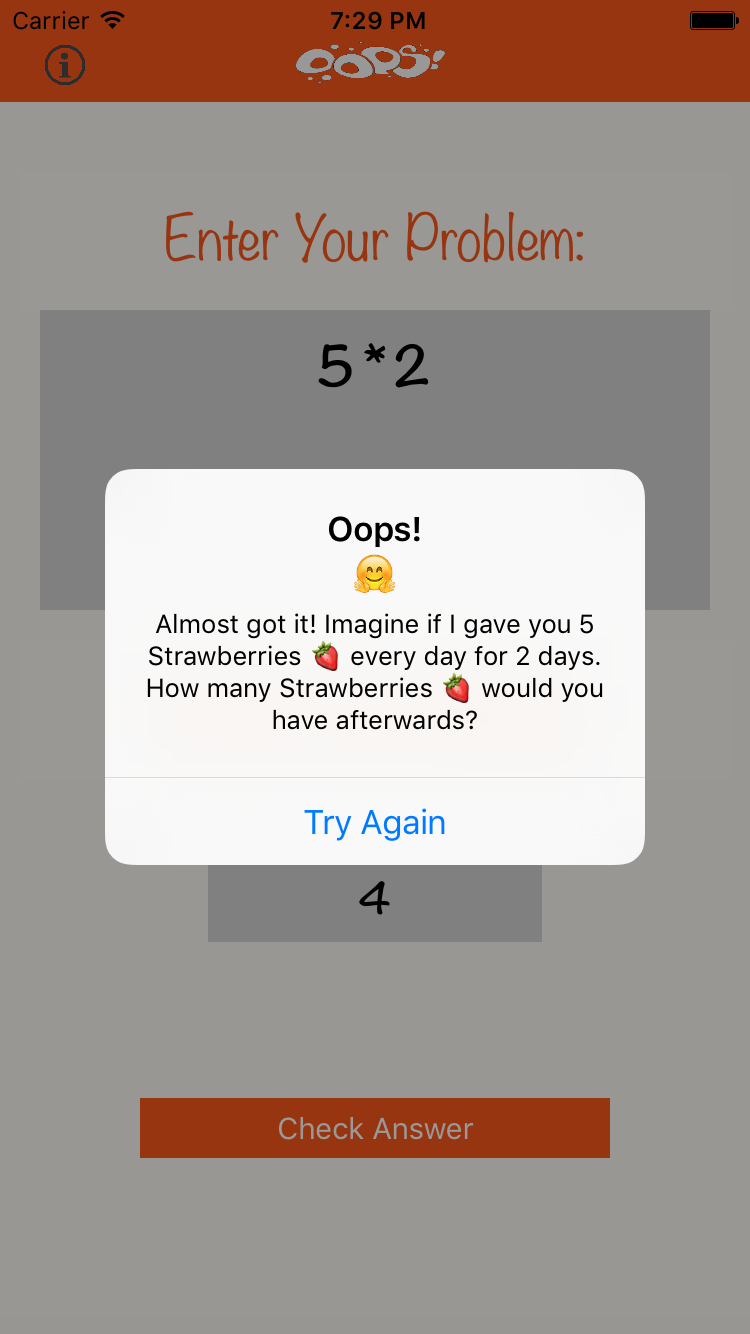 Carrier 7:29 PM
OOPS!
Enter Your Problem:
5*2
Oops!
🤗
Almost got it! Imagine if I gave you 5
Strawberries 🍓 every day for 2 days.
How many Strawberries 🍓 would you
have afterwards?
Try Again
4
Check Answer